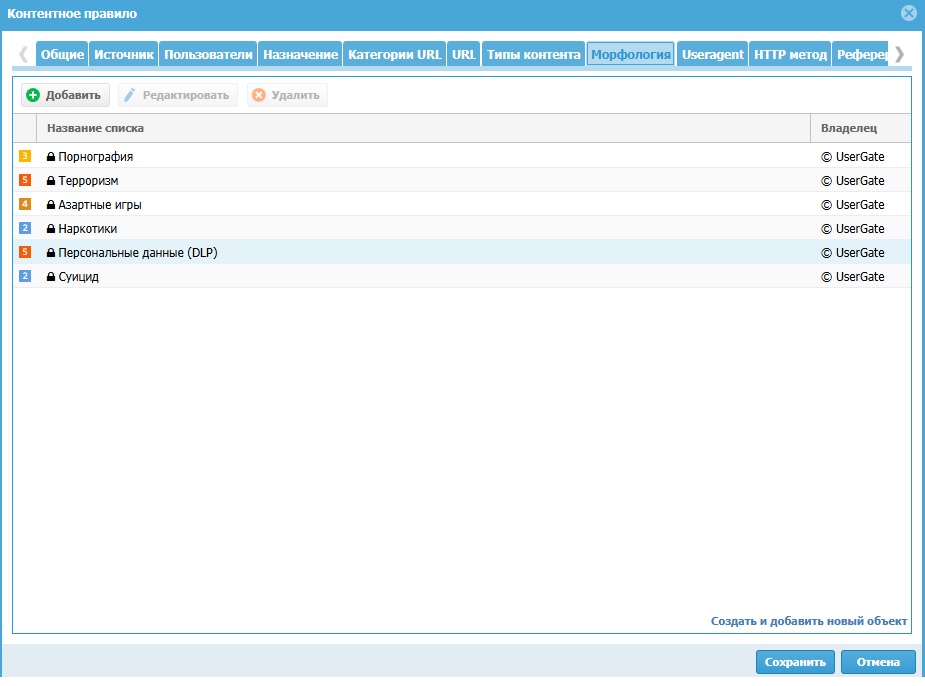 Контентное правило
Общие Источник Пользователи Назначение Категории URL URL Типы контента Морфология Useragent HTTP метод Рефере
Добавить Редактировать Удалить
Название списка Владелец
3 Порнография © UserGate
5 Терроризм © UserGate
4 Азартные игры © UserGate
2 Наркотики © UserGate
5 Персональные данные (DLP) © UserGate
2 Суицид © UserGate
Создать и добавить новый объект
Сохранить Отмена